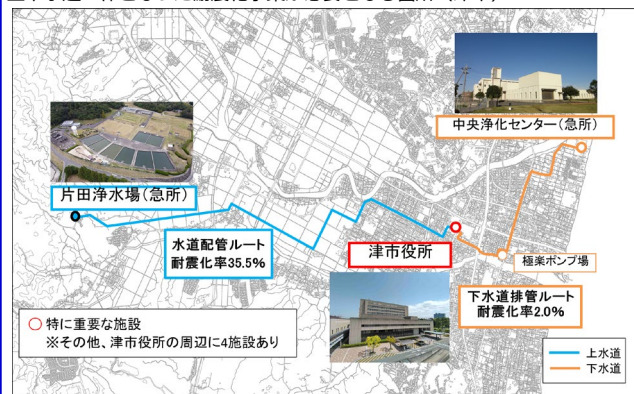 中央浄化センター(急所)
片田浄水場(急所)
水道配管ルート
耐震化率35.5%
津市役所
極楽ポンプ場
下水道排管ルート
耐震化率2.0%
○ 特に重要な施設
※その他、津市役所の周辺に4施設あり
上水道
下水道